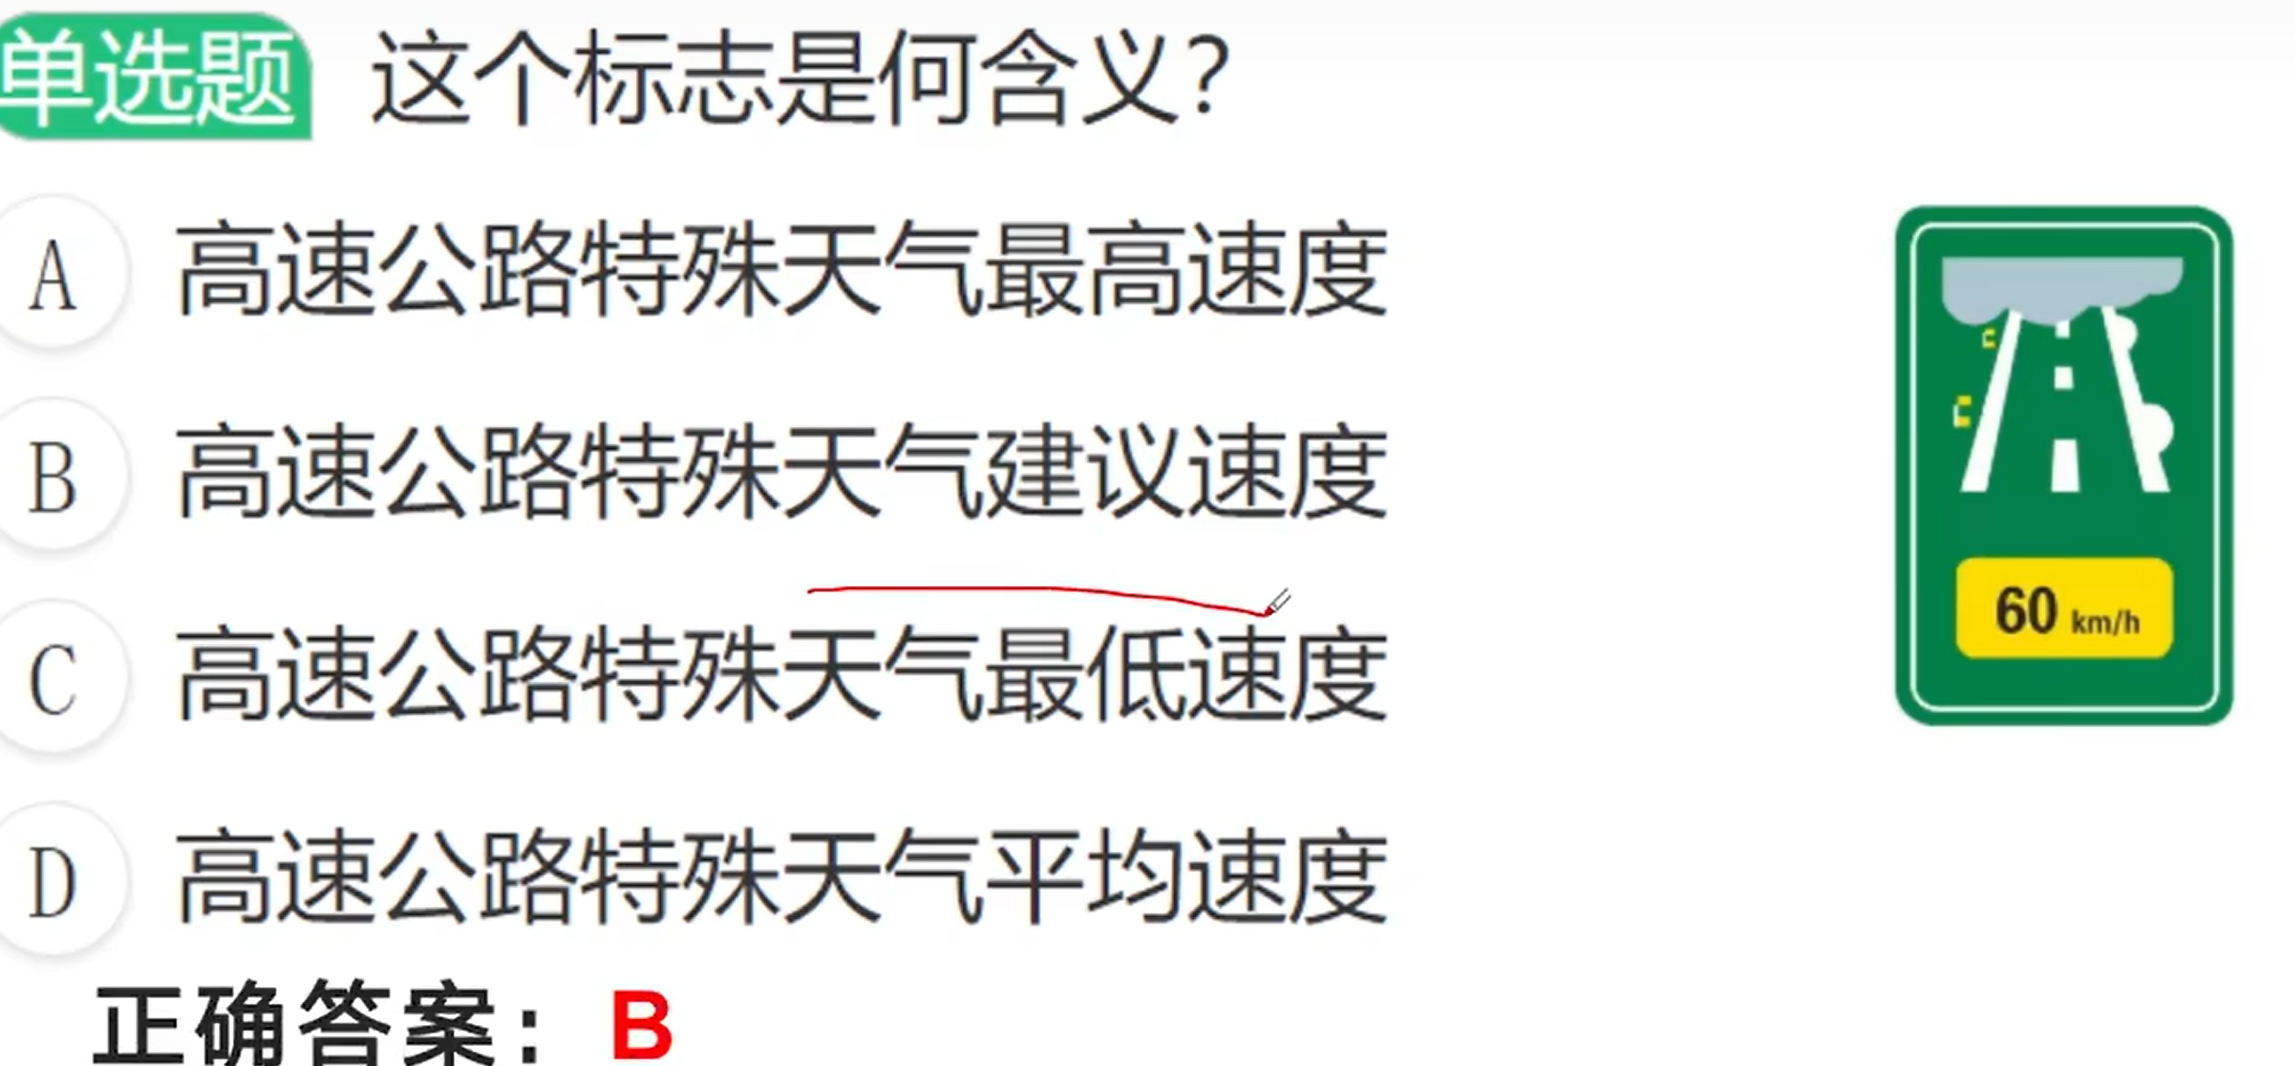 单选题 这个标志是何含义?
A 高速公路特殊天气最高速度
B 高速公路特殊天气建议速度
C 高速公路特殊天气最低速度
D 高速公路特殊天气平均速度
60 km/h
正确答案：B